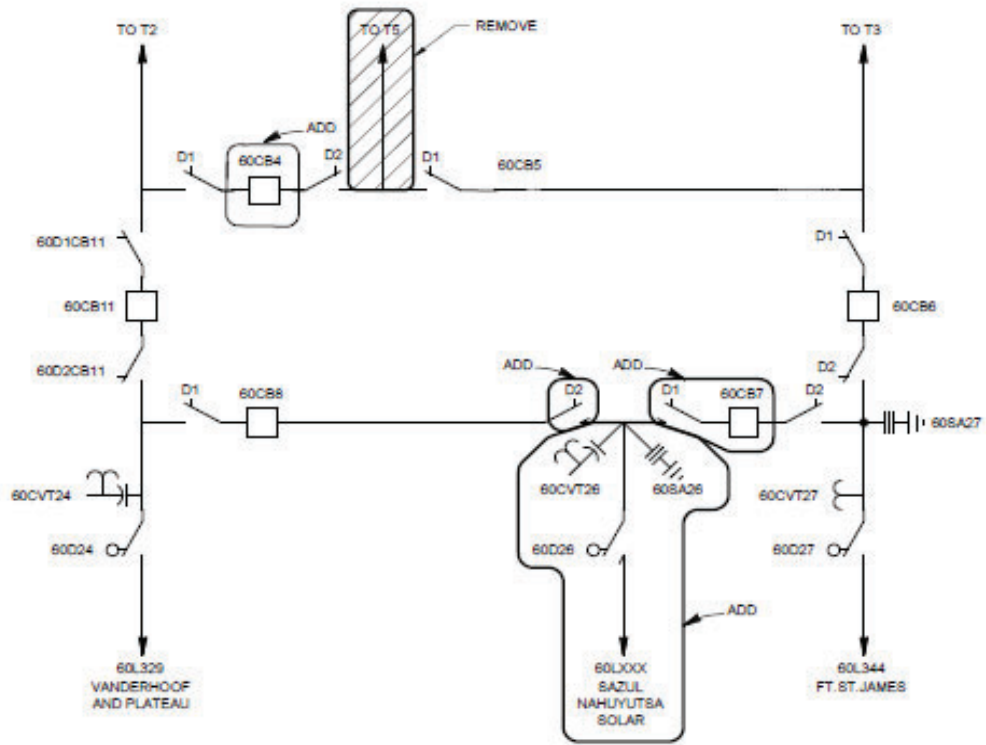 TO T2
TO T5
REMOVE
TO T3
ADD
D1
60CB4
D2
D1
60CB5
60D1CB11
D1
60CB11
60CB6
60D2CB11
ADD
ADD
D2
D1
60CB8
D2
D1
60CB7
D2
60SA27
60CVT24
60CVT26
60SA26
60CVT27
60D24
60D26
60D27
ADD
60L329
VANDERHOOF
AND PLATEAU
60LXXX
SAZUL
NAHUYUTSA
SOLAR
60L344
FT.ST.JAMES